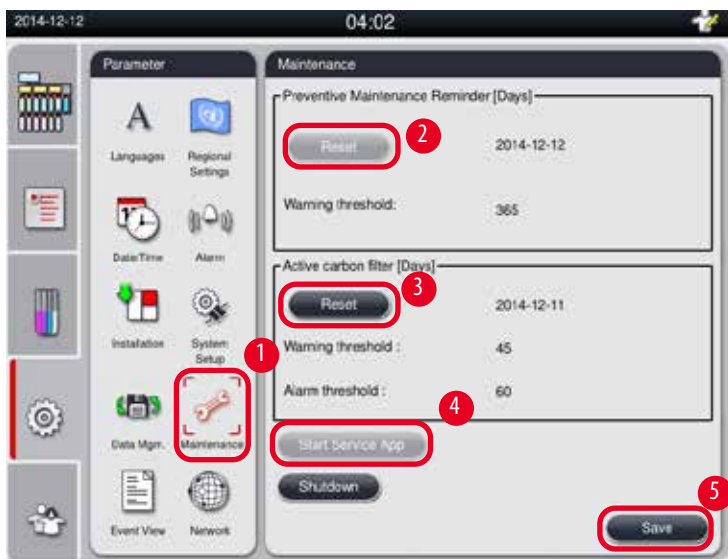 2014-12-12 04:02
Parameter
A
Languages
Regional Settings
Date/Time
Alarm
Installation
System Setup
Data Mgm.
Maintenance
Event View
Network
1
Maintenance
Preventive Maintenance Reminder [Days]
Reset 2 2014-12-12
Warning threshold: 365
Active carbon filter [Days]
Reset 3 2014-12-11
Warning threshold : 45
Alarm threshold : 60
4
Start Service App
Shutdown
5
Save